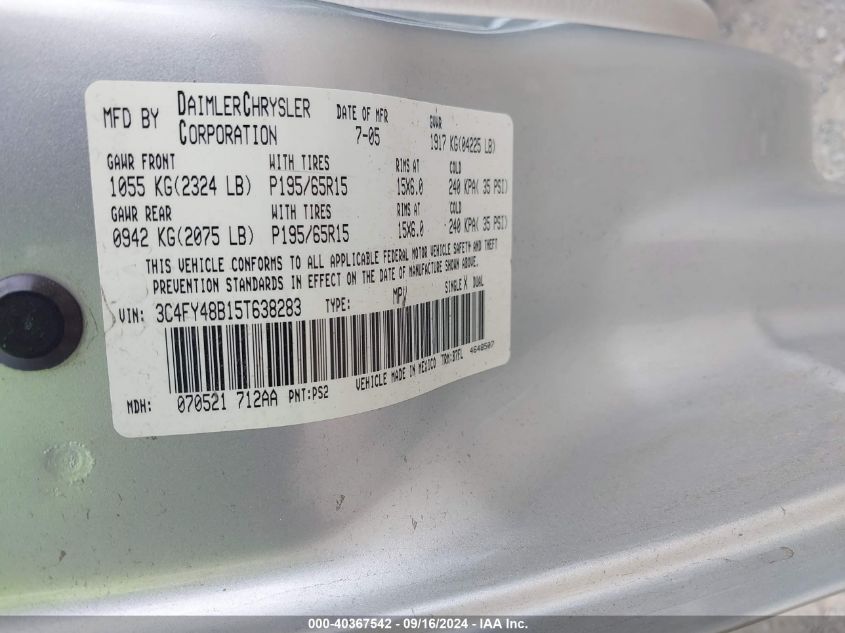 MFD BY DAIMLERCHRYSLER CORPORATION DATE OF MFR 7-05 GVWR 1917 KG(04225 LB)
GAWR FRONT WITH TIRES RIMS AT COLD
1055 KG(2324 LB) P195/65R15 15X6.0 240 KPA( 35 PSI)
GAWR REAR WITH TIRES RIMS AT COLD
0942 KG(2075 LB) P195/65R15 15X6.0 240 KPA( 35 PSI)
THIS VEHICLE CONFORMS TO ALL APPLICABLE FEDERAL MOTOR VEHICLE SAFETY AND THEFT
PREVENTION STANDARDS IN EFFECT ON THE DATE OF MANUFACTURE SHOWN ABOVE.
VIN: 3C4FY48B15T638283 TYPE: MPV SINGLE X DUAL
MDH: 070521 712AA PNT:PS2 VEHICLE MADE IN MEXICO TRM:B7FL 4648507
000-40367542 - 09/16/2024 - IAA Inc.